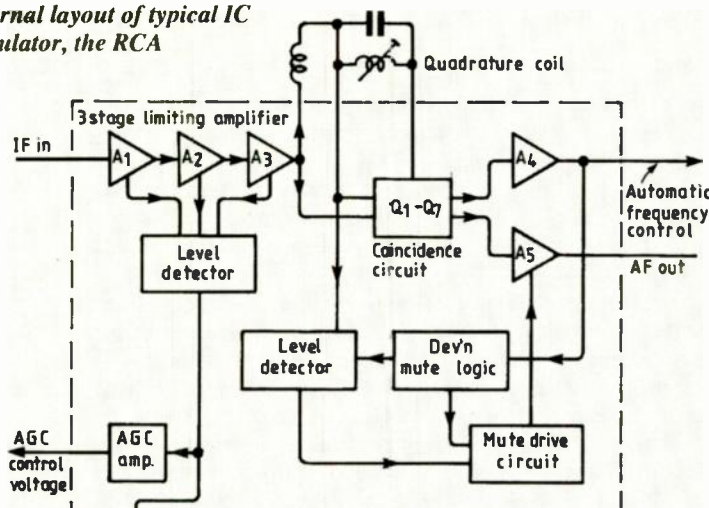 rnal layout of typical IC
ulator, the RCA
Quadrature coil
3stage limiting amplifier
IF in
A1
A2
A3
A4
Q1-Q7
Automatic
frequency
control
Level
detector
Coincidence
circuit
A5
AF out
Level
detector
Dev'n
mute logic
AGC
control
voltage
AGC
amp.
Mute drive
circuit